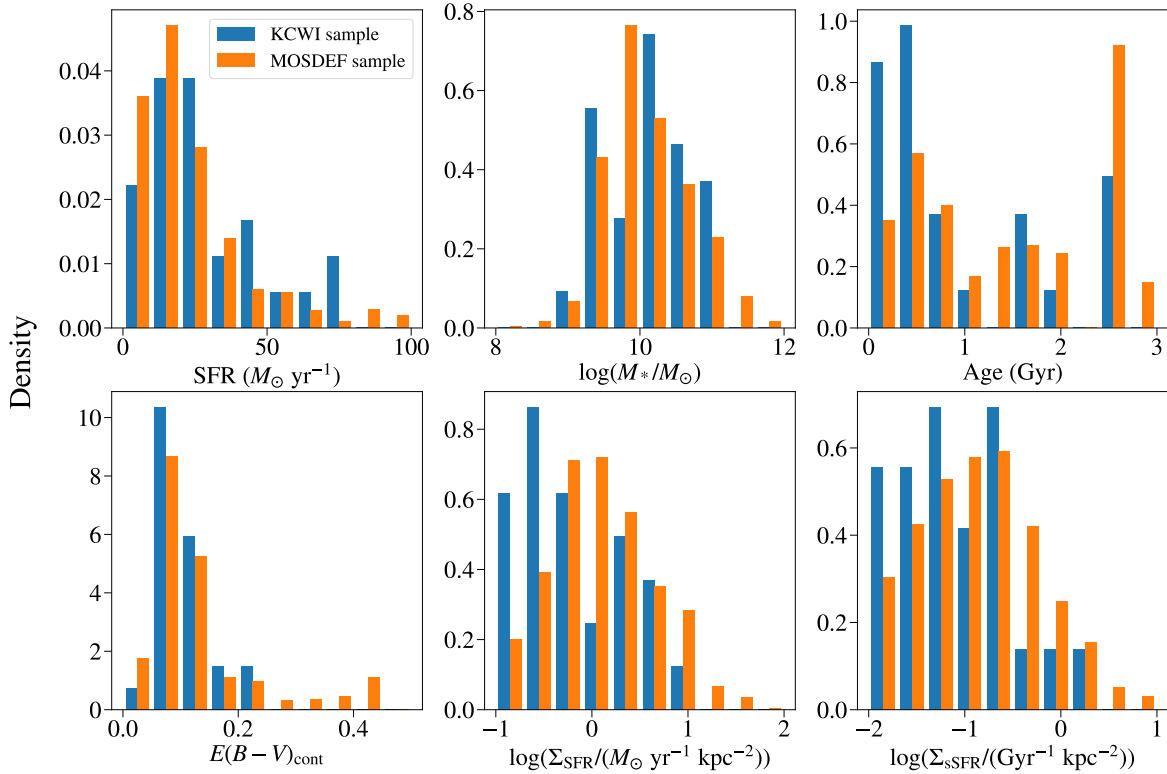 KCWI sample
MOSDEF sample
0.04
0.03
0.02
0.01
0.00
0 50 100
SFR (M⊙ yr⁻¹)
0.8
0.6
0.4
0.2
0.0
8 10 12
log(M*/M⊙)
1.0
0.8
0.6
0.4
0.2
0.0
0 1 2 3
Age (Gyr)
Density
10
8
6
4
2
0
0.0 0.2 0.4
E(B − V)cont
0.8
0.6
0.4
0.2
0.0
−1 0 1 2
log(ΣSFR/(M⊙ yr⁻¹ kpc⁻²))
0.6
0.4
0.2
0.0
−2 −1 0 1
log(ΣsSFR/(Gyr⁻¹ kpc⁻²))